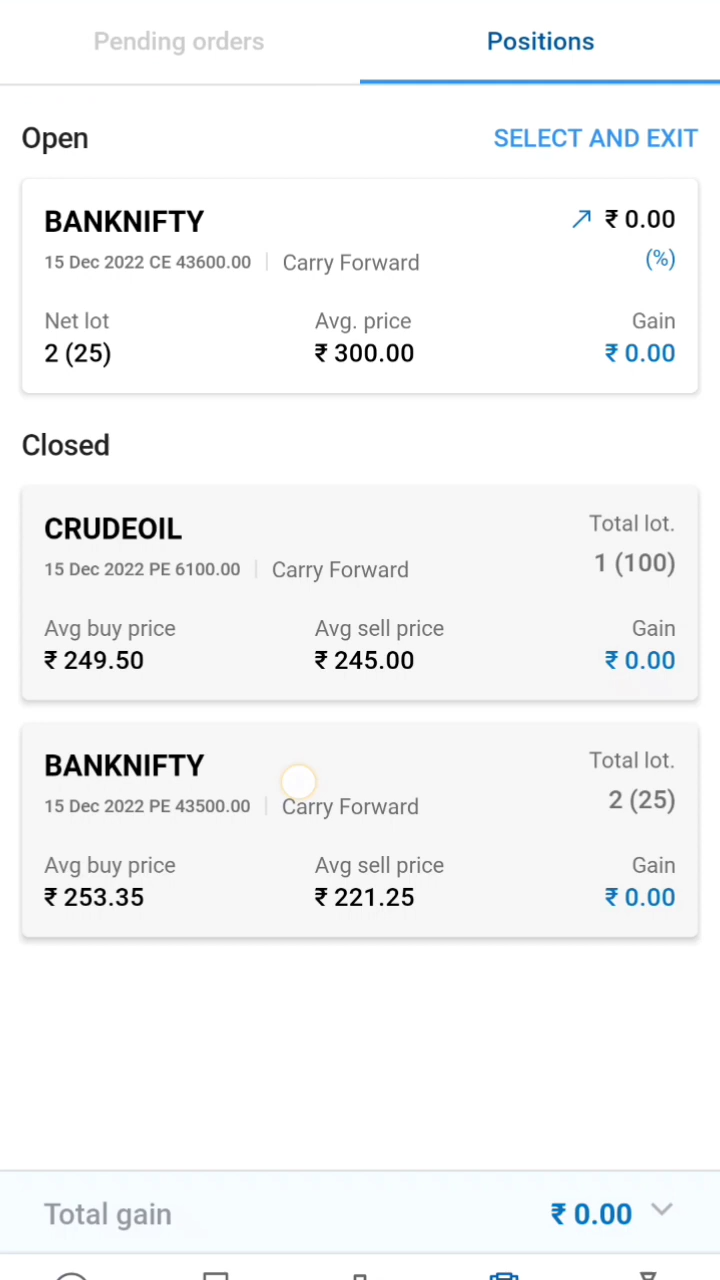 Pending orders
Positions
Open
SELECT AND EXIT
BANKNIFTY
₹ 0.00
15 Dec 2022 CE 43600.00 | Carry Forward
(%)
Net lot
Avg. price
Gain
2 (25)
₹ 300.00
₹ 0.00
Closed
CRUDEOIL
Total lot.
15 Dec 2022 PE 6100.00 | Carry Forward
1 (100)
Avg buy price
Avg sell price
Gain
₹ 249.50
₹ 245.00
₹ 0.00
BANKNIFTY
Total lot.
15 Dec 2022 PE 43500.00 | Carry Forward
2 (25)
Avg buy price
Avg sell price
Gain
₹ 253.35
₹ 221.25
₹ 0.00
Total gain
₹ 0.00